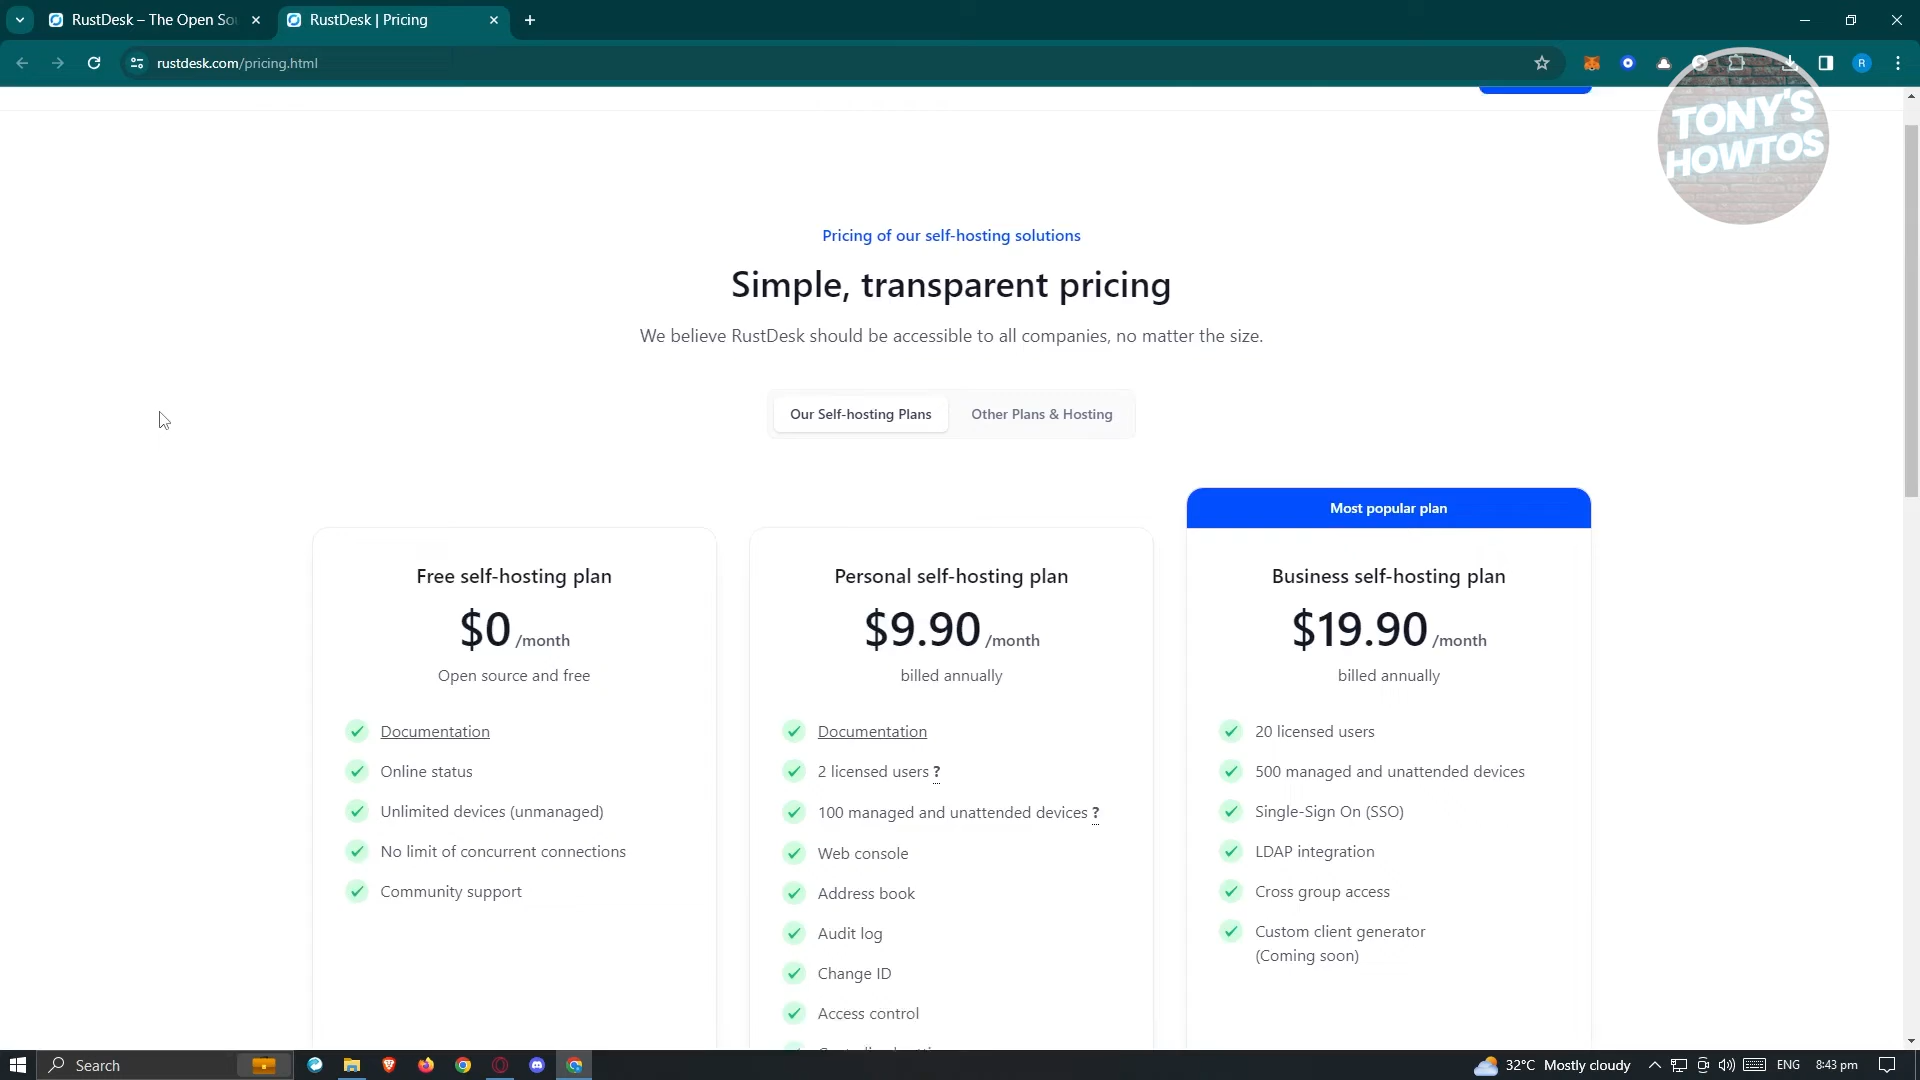 RustDesk – The Open Sou
RustDesk | Pricing
rustdesk.com/pricing.html
R
TONY'S
HOWTOS
Pricing of our self-hosting solutions
Simple, transparent pricing
We believe RustDesk should be accessible to all companies, no matter the size.
Our Self-hosting Plans
Other Plans & Hosting
Most popular plan
Free self-hosting plan
$0 /month
Open source and free
Documentation
Online status
Unlimited devices (unmanaged)
No limit of concurrent connections
Community support
Personal self-hosting plan
$9.90 /month
billed annually
Documentation
2 licensed users ?
100 managed and unattended devices ?
Web console
Address book
Audit log
Change ID
Access control
Business self-hosting plan
$19.90 /month
billed annually
20 licensed users
500 managed and unattended devices
Single-Sign On (SSO)
LDAP integration
Cross group access
Custom client generator
(Coming soon)
Search
32°C Mostly cloudy
ENG
8:43 pm